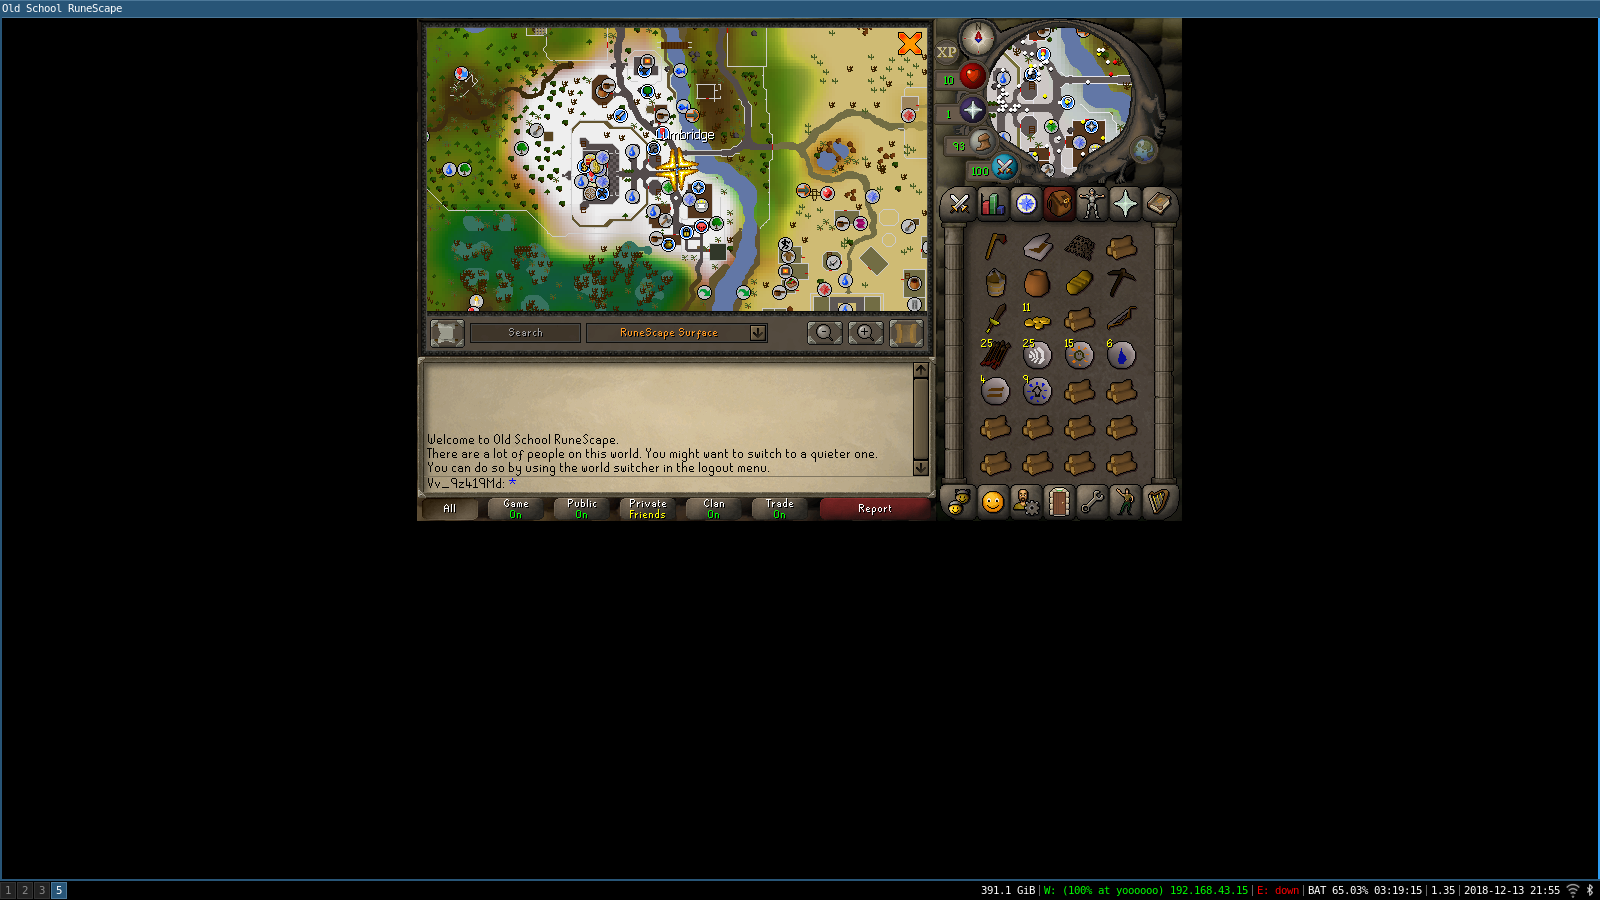 Old School RuneScape
Lumbridge
Search
RuneScape Surface
Welcome to Old School RuneScape.
There are a lot of people on this world. You might want to switch to a quieter one.
You can do so by using the world switcher in the logout menu.
Vv_9z419Md: *
All
Game
On
Public
On
Private
Friends
Clan
On
Trade
On
Report
N
XP
10
1
93
100
11
25
25
15
6
4
9
1 2 3 5
391.1 GiB|W: (100% at yoooooo) 192.168.43.15|E: down|BAT 65.03% 03:19:15|1.35|2018-12-13 21:55